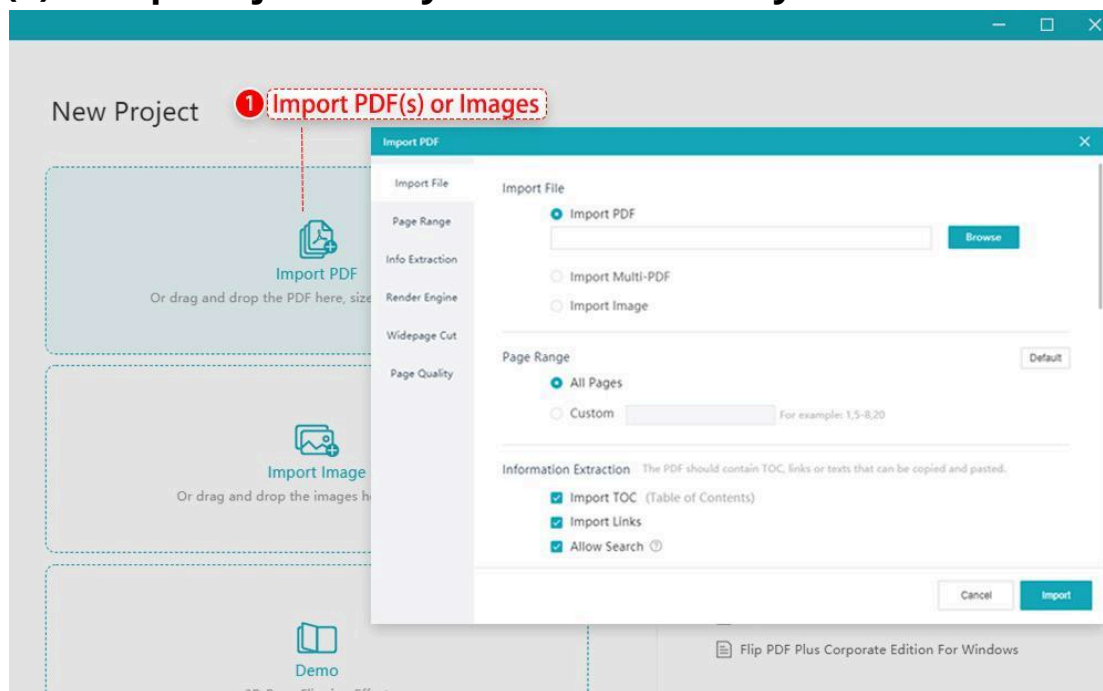 New Project
1 Import PDF(s) or Images
Import PDF
Or drag and drop the PDF here, size
Import Image
Or drag and drop the images h
Demo
Import PDF
Import File
Page Range
Info Extraction
Render Engine
Widepage Cut
Page Quality
Import File
Import PDF
Browse
Import Multi-PDF
Import Image
Page Range
Default
All Pages
Custom
For example: 1,5-8,20
Information Extraction The PDF should contain TOC, links or texts that can be copied and pasted.
Import TOC (Table of Contents)
Import Links
Allow Search
Cancel
Import
Flip PDF Plus Corporate Edition For Windows